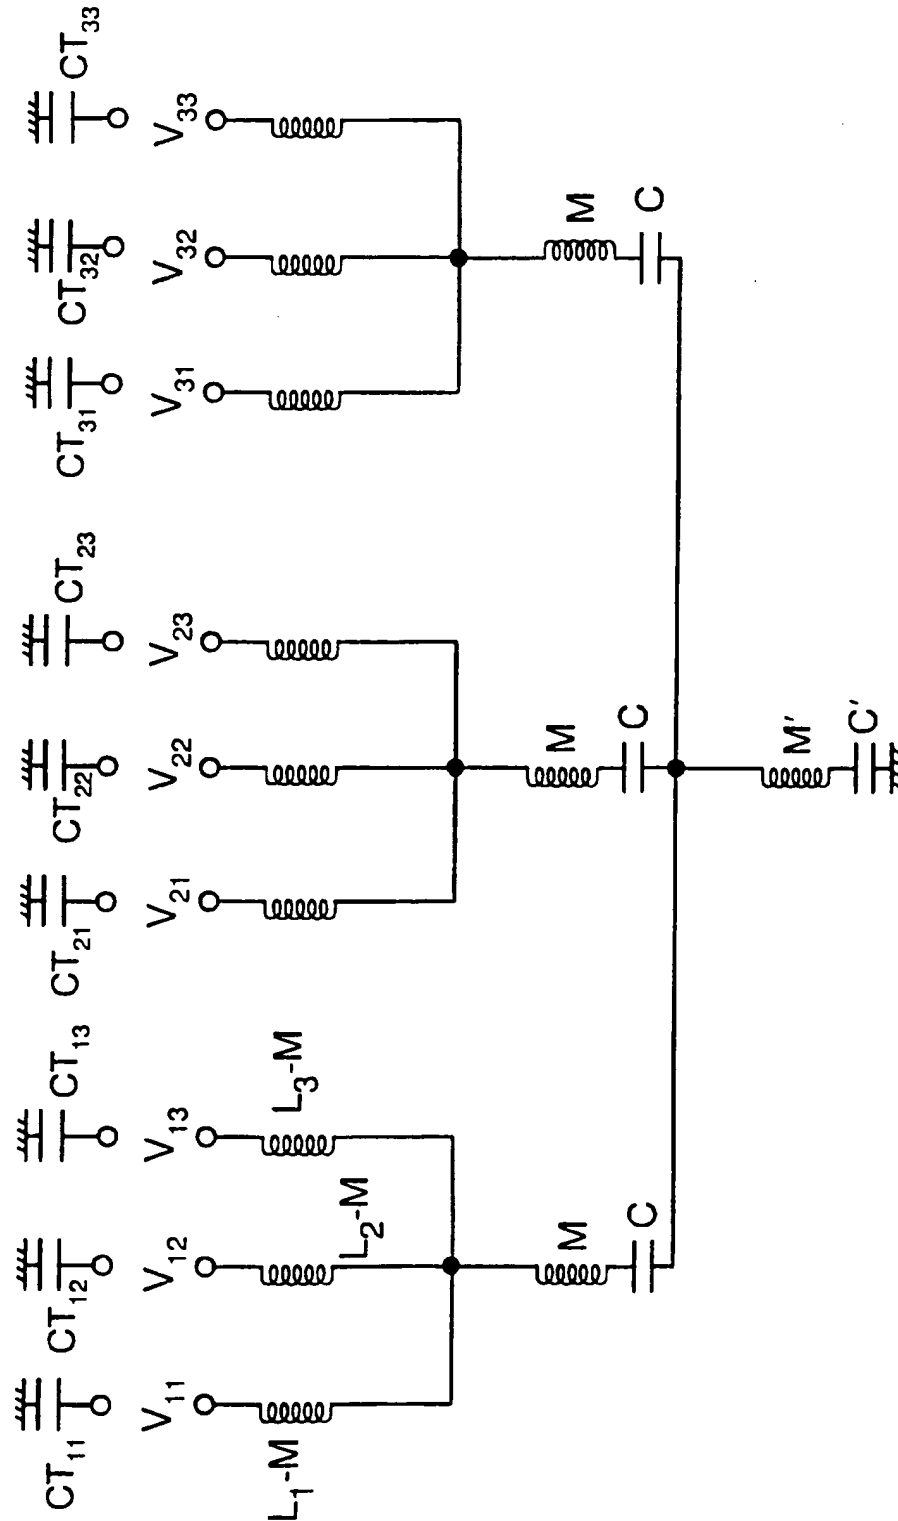 CT₁₁
CT₁₂
CT₁₃
CT₂₁
CT₂₂
CT₂₃
CT₃₁
CT₃₂
CT₃₃
V₁₁
V₁₂
V₁₃
V₂₁
V₂₂
V₂₃
V₃₁
V₃₂
V₃₃
L₁-M
L₂-M
L₃-M
M
C
M
C
M
C
M'
C'